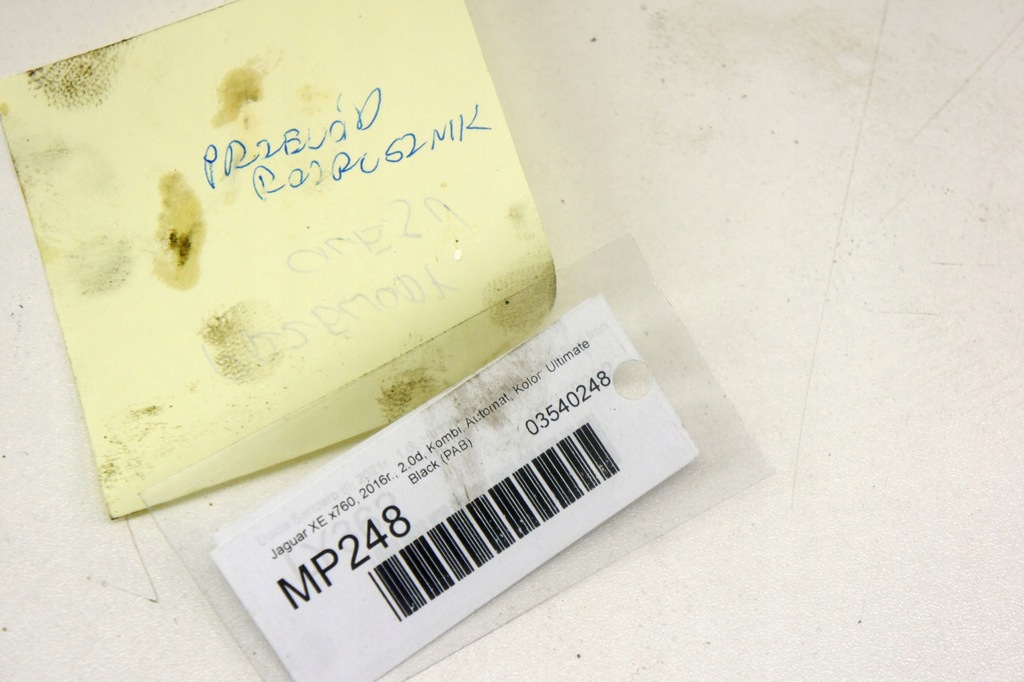 PRZEWÓD
ROZRUSZNIK
Jaguar XE x760, 2016r., 2.0d, Kombi, Automat, Kolor: Ultimate
Black (PAB)
03540248
MP248